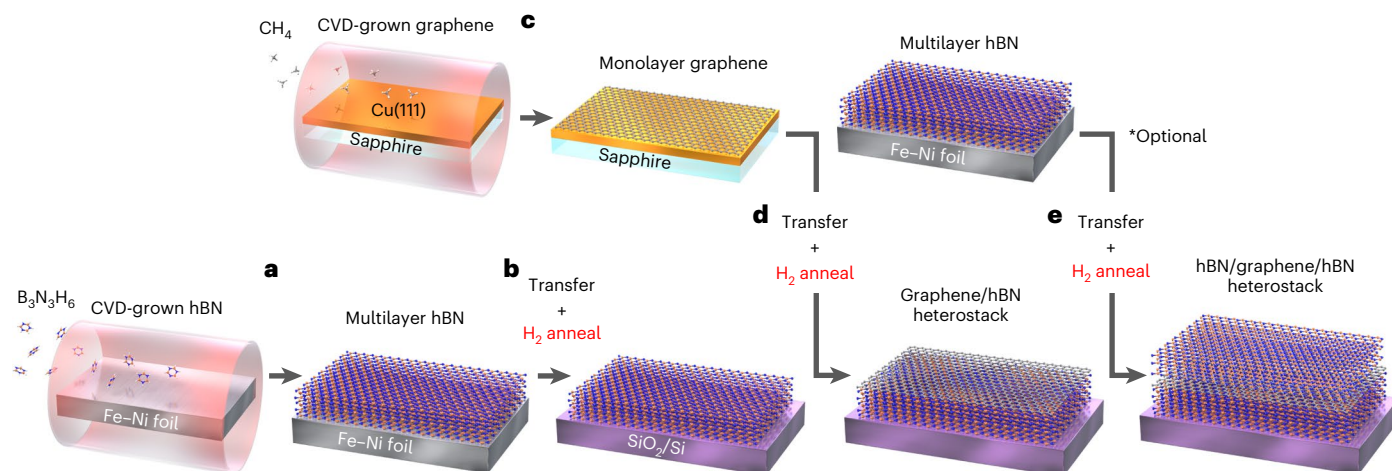 CH4
CVD-grown graphene
Cu(111)
Sapphire
c
Monolayer graphene
Sapphire
Multilayer hBN
Fe–Ni foil
*Optional
d
Transfer
+
H2 anneal
e
Transfer
+
H2 anneal
B3N3H6
CVD-grown hBN
Fe–Ni foil
a
Multilayer hBN
Fe–Ni foil
b
Transfer
+
H2 anneal
SiO2/Si
Graphene/hBN
heterostack
hBN/graphene/hBN
heterostack